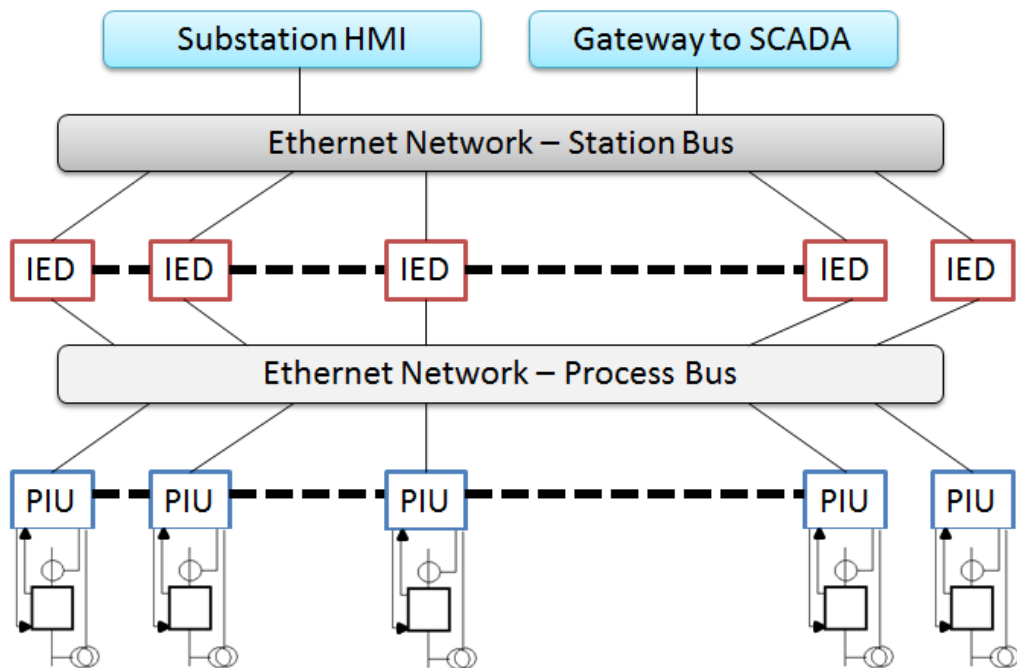 Substation HMI
Gateway to SCADA
Ethernet Network – Station Bus
IED
IED
IED
IED
IED
Ethernet Network – Process Bus
PIU
PIU
PIU
PIU
PIU